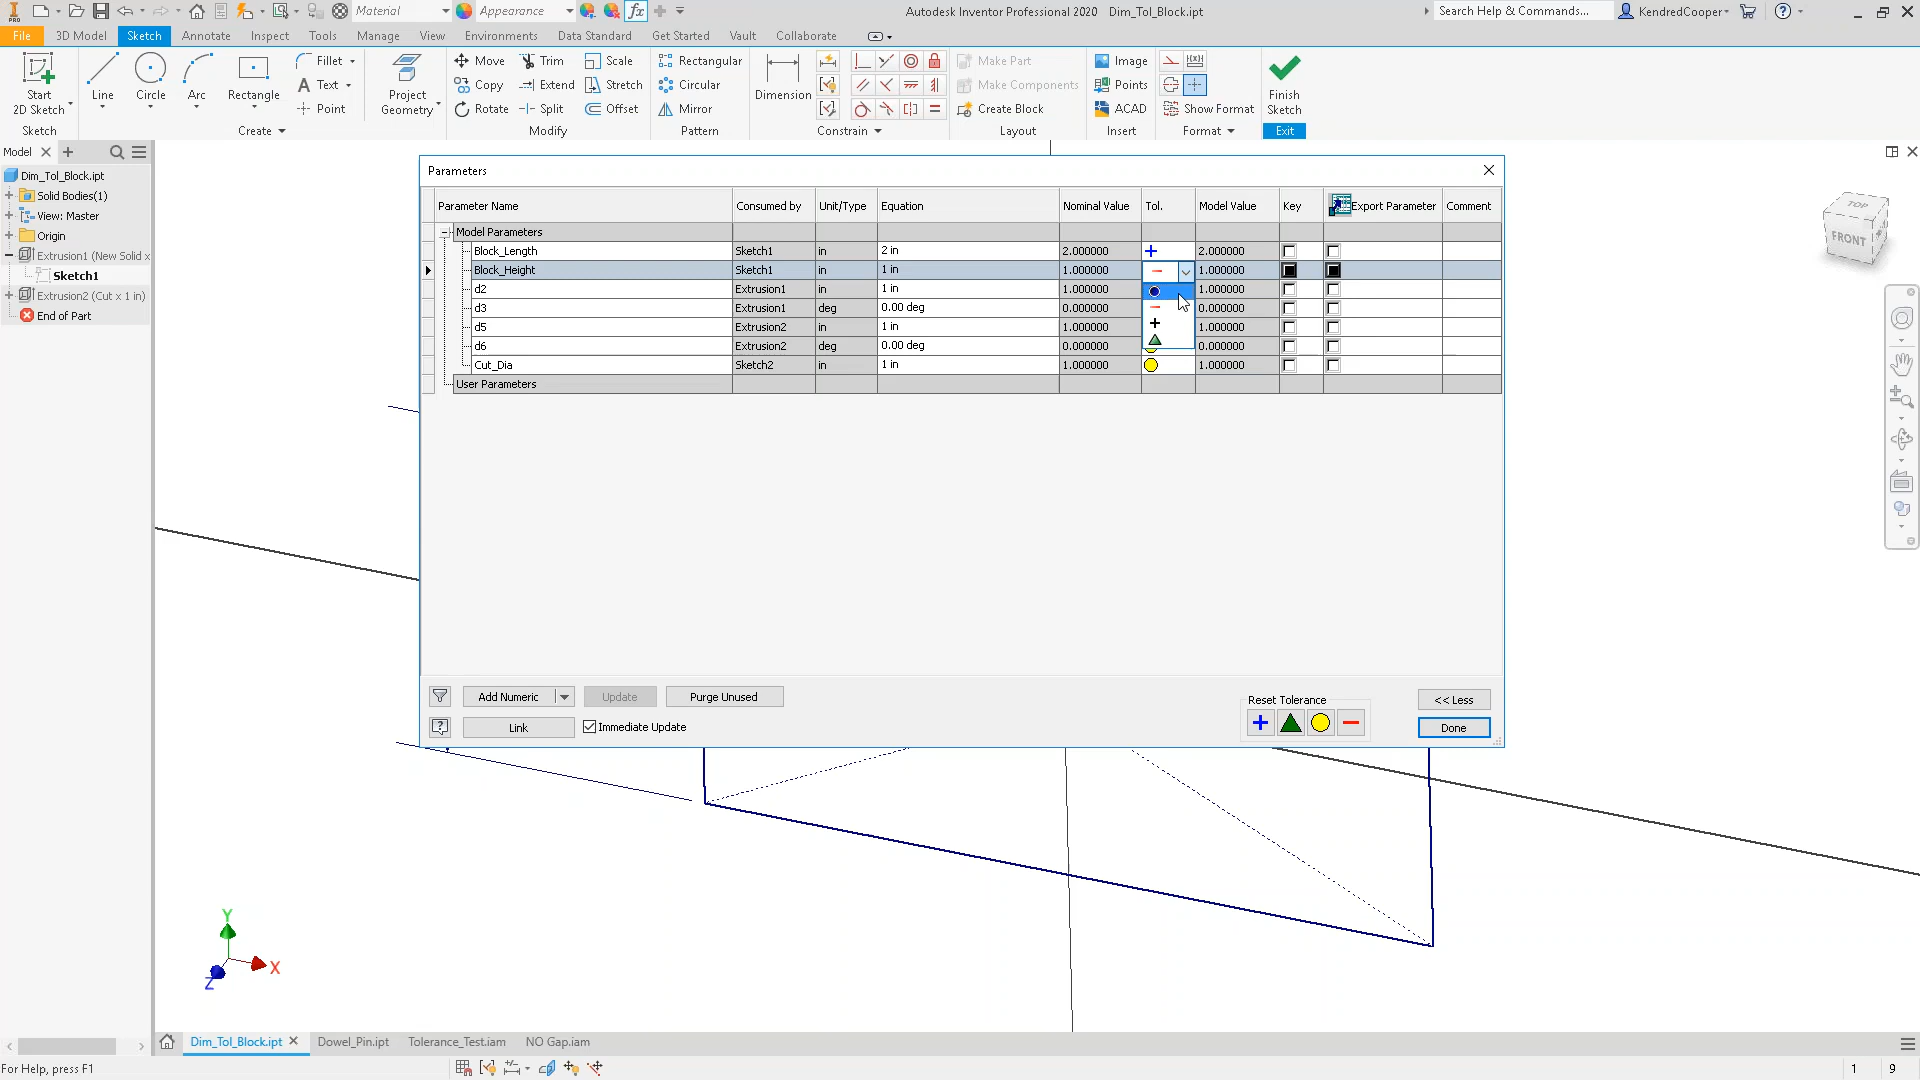 PRO Material Appearance fx Autodesk Inventor Professional 2020 Dim_Tol_Block.ipt Search Help & Commands... KendredCooper
File 3D Model Sketch Annotate Inspect Tools Manage View Environments Data Standard Get Started Vault Collaborate
Start 2D Sketch
Line
Circle
Arc
Rectangle
Fillet
Text
Point
Project Geometry
Move
Copy
Rotate
Trim
Extend
Split
Scale
Stretch
Offset
Rectangular
Circular
Mirror
Dimension
Make Part
Make Components
Create Block
Image
Points
ACAD
Show Format
Finish Sketch
Sketch Create Modify Pattern Constrain Layout Insert Format Exit
Model
Dim_Tol_Block.ipt
Solid Bodies(1)
View: Master
Origin
Extrusion1 (New Solid x
Sketch1
Extrusion2 (Cut x 1 in)
End of Part
TOP
FRONT
Parameters
Parameter Name Consumed by Unit/Type Equation Nominal Value Tol. Model Value Key Export Parameter Comment
Model Parameters
Block_Length Sketch1 in 2 in 2.000000 2.000000
Block_Height Sketch1 in 1 in 1.000000 1.000000
d2 Extrusion1 in 1 in 1.000000 1.000000
d3 Extrusion1 deg 0.00 deg 0.000000 0.000000
d5 Extrusion2 in 1 in 1.000000 1.000000
d6 Extrusion2 deg 0.00 deg 0.000000 0.000000
Cut_Dia Sketch2 in 1 in 1.000000 1.000000
User Parameters
Add Numeric Update Purge Unused Reset Tolerance << Less
Link Immediate Update Done
Y
X
Z
Dim_Tol_Block.ipt Dowel_Pin.ipt Tolerance_Test.iam NO Gap.iam
For Help, press F1 1 9